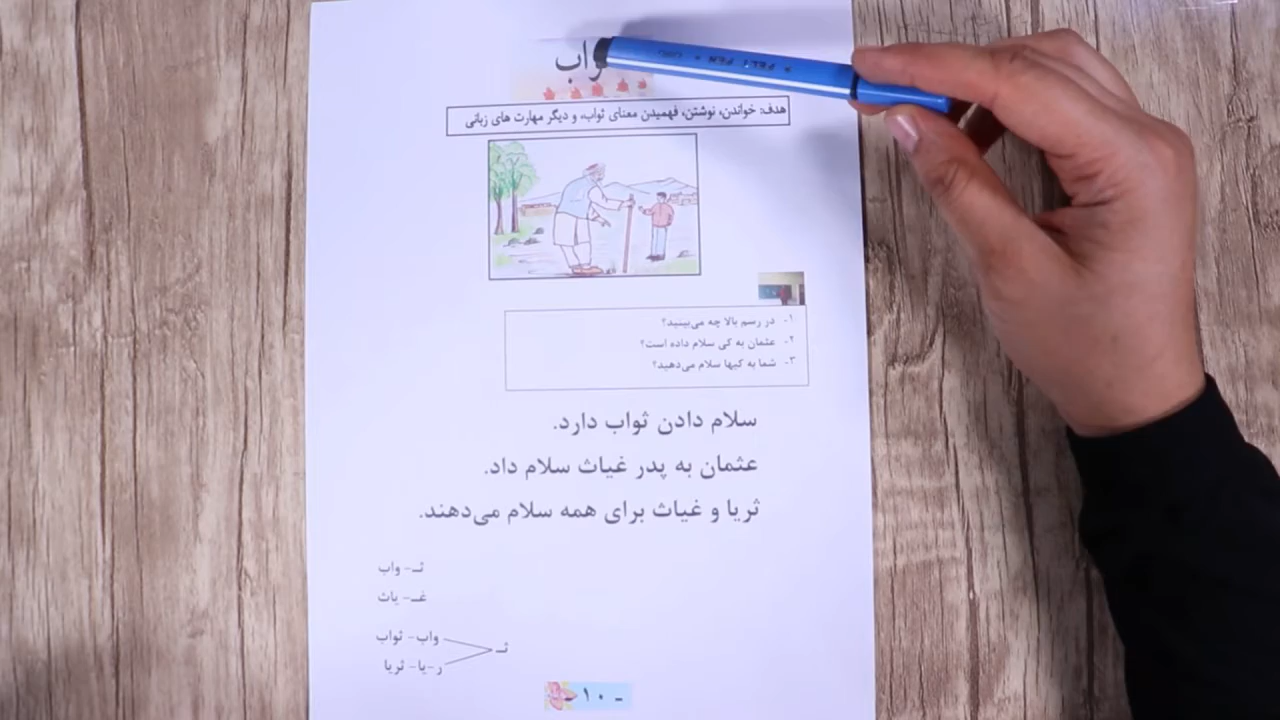 هدف: خواندن، نوشتن، فهمیدن معنای ثواب، و دیگر مهارت های زبانی
۱- در رسم بالا چه می‌بینید؟
۲- عثمان به کی سلام داده است؟
۳- شما به کیها سلام می‌دهید؟
سلام دادن ثواب دارد.
عثمان به پدر غیاث سلام داد.
ثریا و غیاث برای همه سلام می‌دهند.
ثـ - واب
غـ - یاث
ثـ
واب - ثواب
ر - یا - ثریا
- ۱۰ -